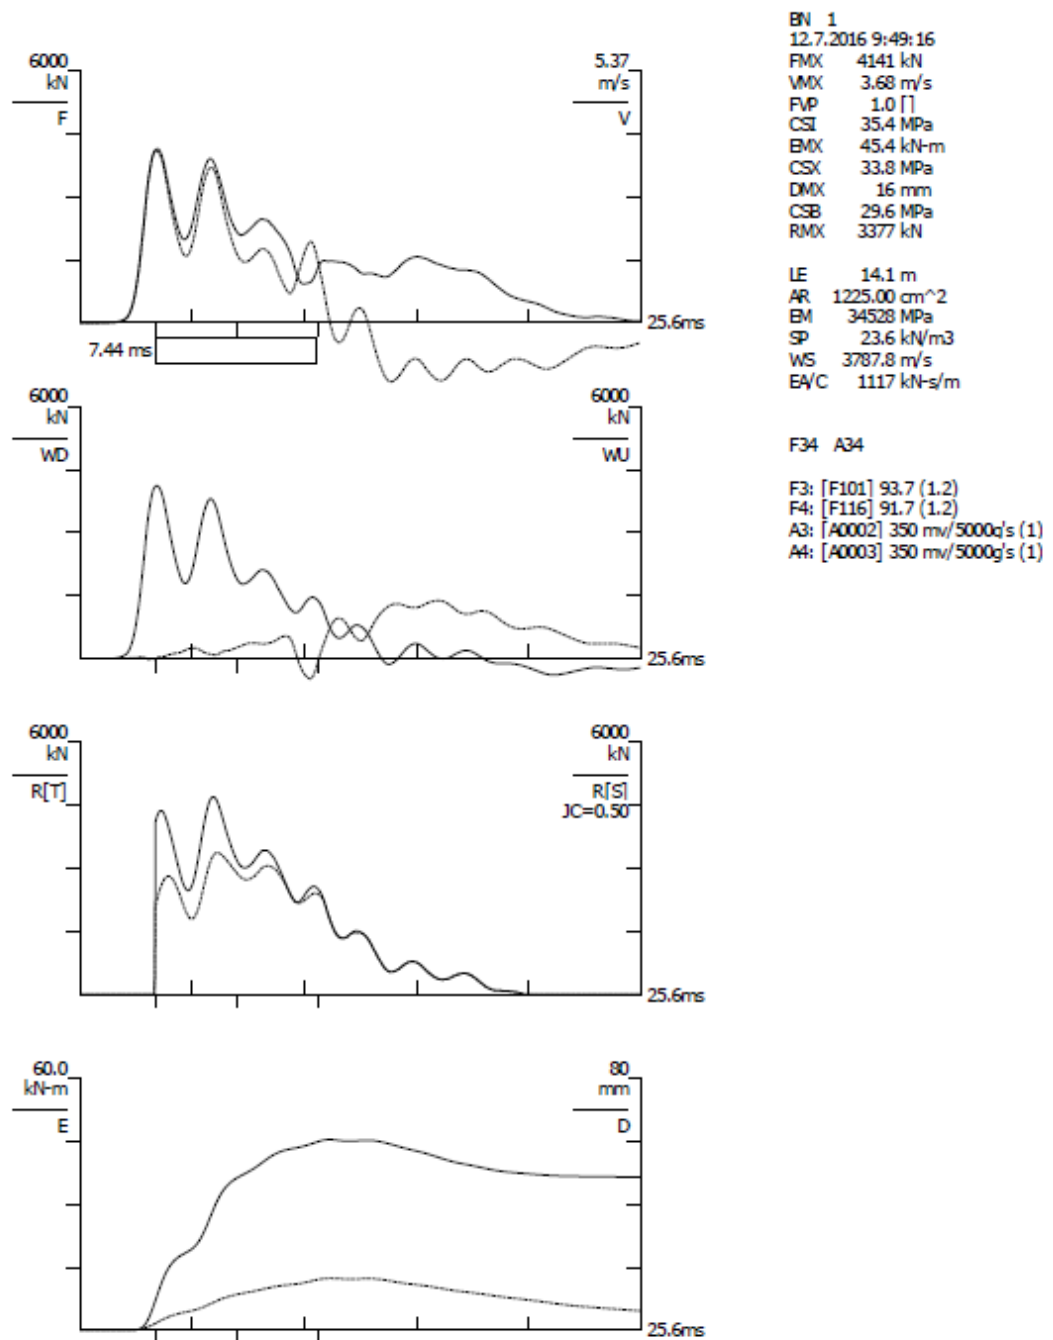 6000
kN
F
5.37
m/s
V
25.6ms
7.44 ms
6000
kN
WD
6000
kN
WU
25.6ms
6000
kN
R[T]
6000
kN
R[S]
JC=0.50
25.6ms
60.0
kN-m
E
80
mm
D
25.6ms
BN 1
12.7.2016 9:49:16
FMX 4141 kN
VMX 3.68 m/s
FVP 1.0 []
CSI 35.4 MPa
EMX 45.4 kN-m
CSX 33.8 MPa
DMX 16 mm
CSB 29.6 MPa
RMX 3377 kN
LE 14.1 m
AR 1225.00 cm^2
EM 34528 MPa
SP 23.6 kN/m3
WS 3787.8 m/s
EA/C 1117 kN-s/m
F34 A34
F3: [F101] 93.7 (1.2)
F4: [F116] 91.7 (1.2)
A3: [A0002] 350 mv/5000g's (1)
A4: [A0003] 350 mv/5000g's (1)